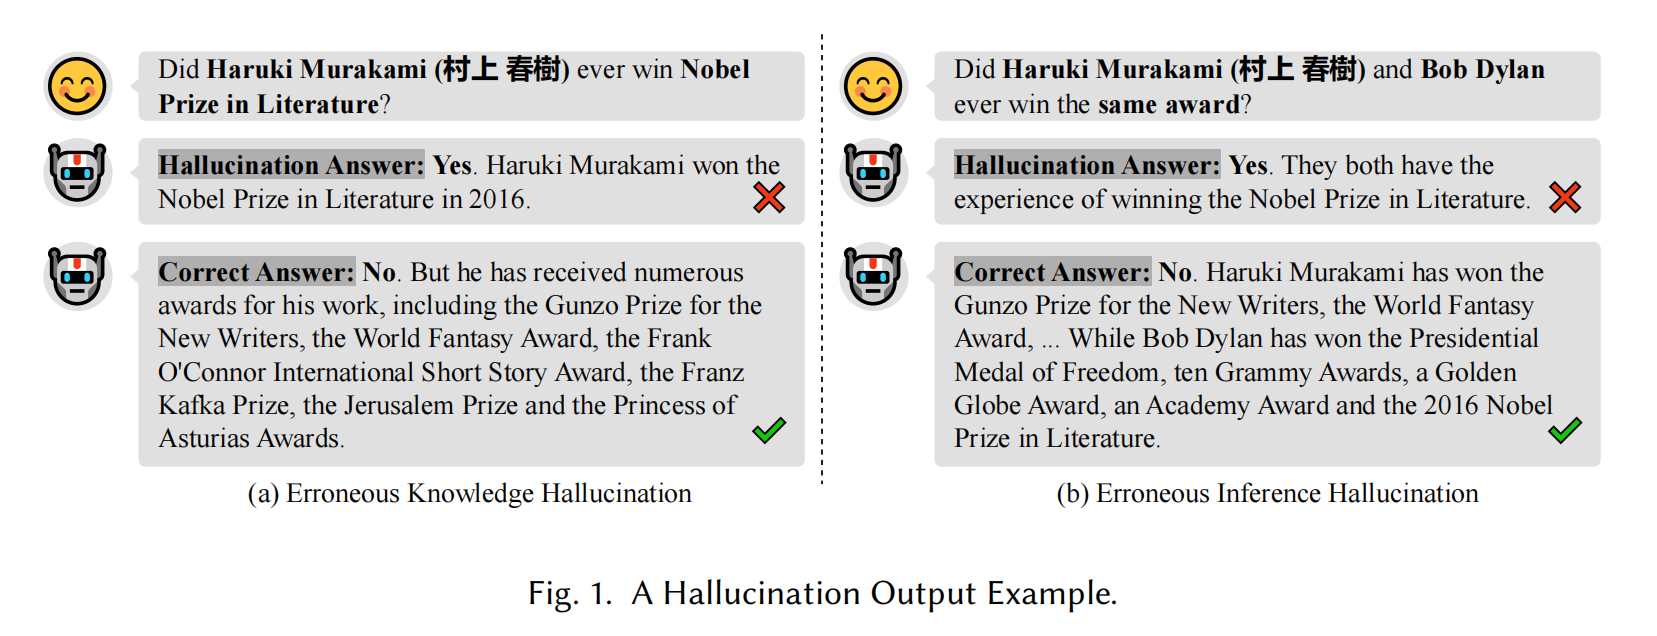 Did Haruki Murakami (村上 春樹) ever win Nobel
Prize in Literature?
Hallucination Answer: Yes. Haruki Murakami won the
Nobel Prize in Literature in 2016.
Correct Answer: No. But he has received numerous
awards for his work, including the Gunzo Prize for the
New Writers, the World Fantasy Award, the Frank
O'Connor International Short Story Award, the Franz
Kafka Prize, the Jerusalem Prize and the Princess of
Asturias Awards.
(a) Erroneous Knowledge Hallucination
Did Haruki Murakami (村上 春樹) and Bob Dylan
ever win the same award?
Hallucination Answer: Yes. They both have the
experience of winning the Nobel Prize in Literature.
Correct Answer: No. Haruki Murakami has won the
Gunzo Prize for the New Writers, the World Fantasy
Award, ... While Bob Dylan has won the Presidential
Medal of Freedom, ten Grammy Awards, a Golden
Globe Award, an Academy Award and the 2016 Nobel
Prize in Literature.
(b) Erroneous Inference Hallucination
Fig. 1. A Hallucination Output Example.